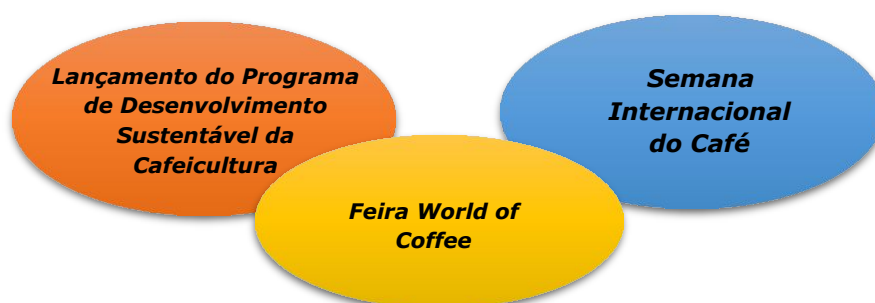 Lançamento do Programa
de Desenvolvimento
Sustentável da
Cafeicultura
Semana
Internacional
do Café
Feira World of
Coffee